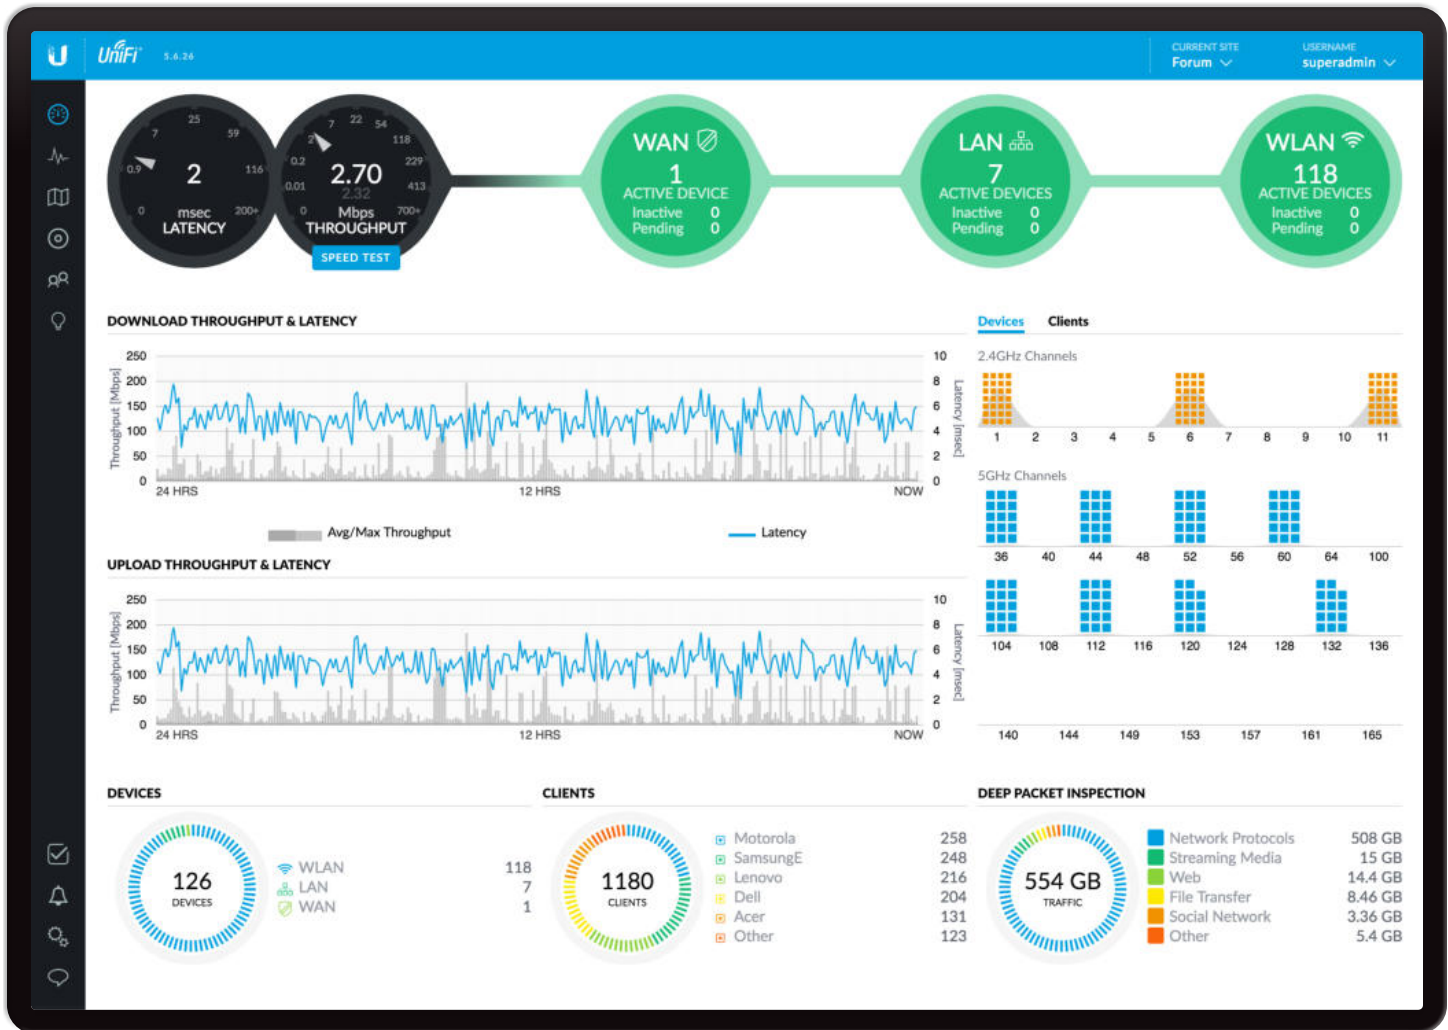 UniFi 5.6.26
CURRENT SITE
Forum
USERNAME
superadmin
0
0.9
7
25
59
116
200+
2
msec
LATENCY
0
0.01
0.2
2
7
22
54
118
229
413
700+
2.70
2.32
Mbps
THROUGHPUT
SPEED TEST
WAN
1
ACTIVE DEVICE
Inactive 0
Pending 0
LAN
7
ACTIVE DEVICES
Inactive 0
Pending 0
WLAN
118
ACTIVE DEVICES
Inactive 0
Pending 0
DOWNLOAD THROUGHPUT & LATENCY
Throughput [Mbps]
250
200
150
100
50
0
10
8
6
4
2
0
Latency [msec]
24 HRS 12 HRS NOW
Avg/Max Throughput Latency
UPLOAD THROUGHPUT & LATENCY
Throughput [Mbps]
250
200
150
100
50
0
10
8
6
4
2
0
Latency [msec]
24 HRS 12 HRS NOW
Devices Clients
2.4GHz Channels
1 2 3 4 5 6 7 8 9 10 11
5GHz Channels
36 40 44 48 52 56 60 64 100
104 108 112 116 120 124 128 132 136
140 144 149 153 157 161 165
DEVICES
126
DEVICES
WLAN 118
LAN 7
WAN 1
CLIENTS
1180
CLIENTS
Motorola 258
SamsungE 248
Lenovo 216
Dell 204
Acer 131
Other 123
DEEP PACKET INSPECTION
554 GB
TRAFFIC
Network Protocols 508 GB
Streaming Media 15 GB
Web 14.4 GB
File Transfer 8.46 GB
Social Network 3.36 GB
Other 5.4 GB